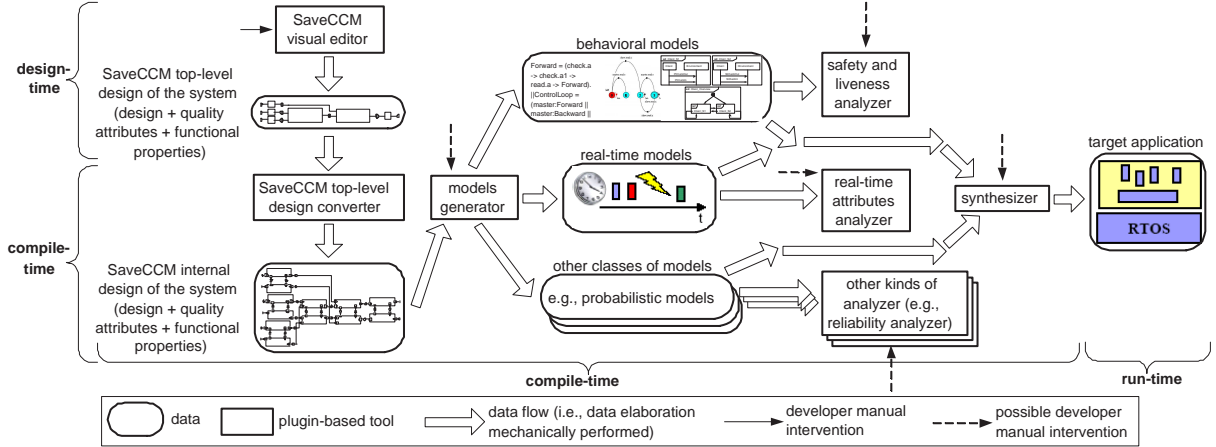 SaveCCM
visual editor
design-
time
SaveCCM top-level
design of the system
(design + quality
attributes + functional
properties)
SaveCCM top-level
design converter
compile-
time
SaveCCM internal
design of the system
(design + quality
attributes + functional
properties)
models
generator
behavioral models
Forward = (check.a
-> check.a1 ->
read.a -> Forward).
||ControlLoop =
(master:Forward ||
master:Backward ||
real-time models
t
other classes of models
e.g., probabilistic models
safety and
liveness
analyzer
real-time
attributes
analyzer
other kinds of
analyzer (e.g.,
reliability analyzer)
synthesizer
target application
RTOS
compile-time
run-time
data
plugin-based tool
data flow (i.e., data elaboration
mechanically performed)
developer manual
intervention
possible developer
manual intervention